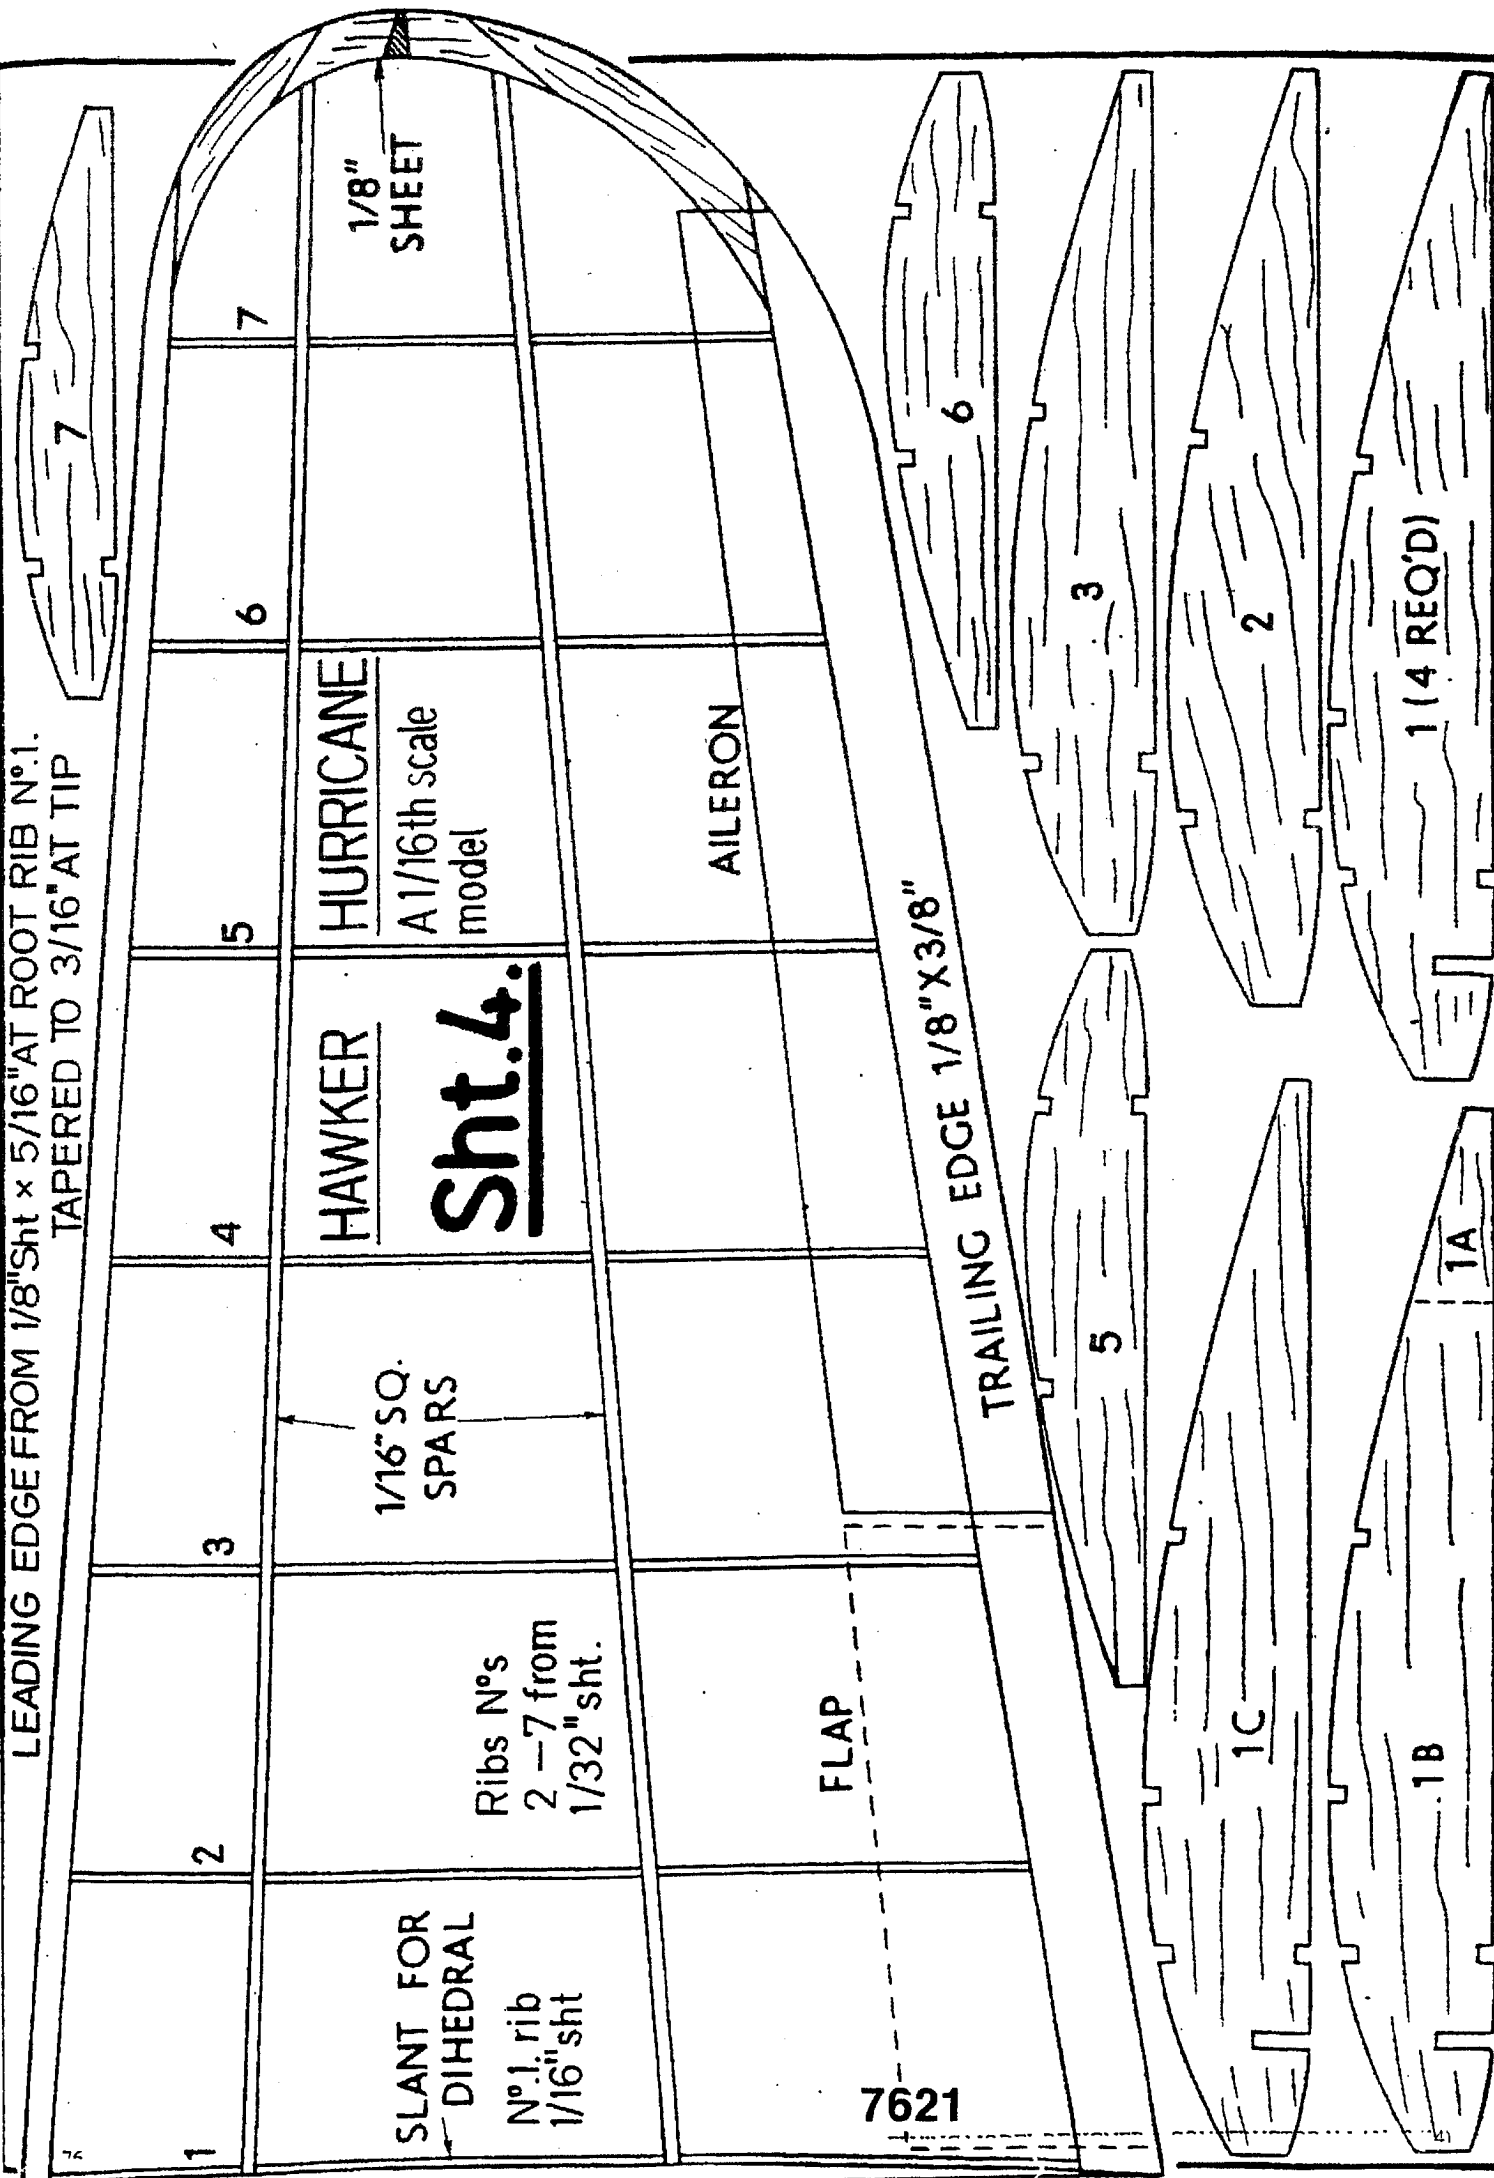 LEADING EDGE FROM 1/8"Sht × 5/16" AT ROOT RIB Nº.1.
TAPERED TO 3/16" AT TIP
7
1
2
3
4
5
6
7
1/8"
SHEET
HAWKER HURRICANE
A 1/16th scale
model
Sht.4.
1/16" SQ.
SPARS
SLANT FOR
DIHEDRAL
Nº.1. rib
1/16"sht
Ribs Nºs
2 – 7 from
1/32" sht.
AILERON
FLAP
7621
TRAILING EDGE 1/8"X3/8"
6
5
3
2
1 (4 REQ'D)
1C
1B
1A